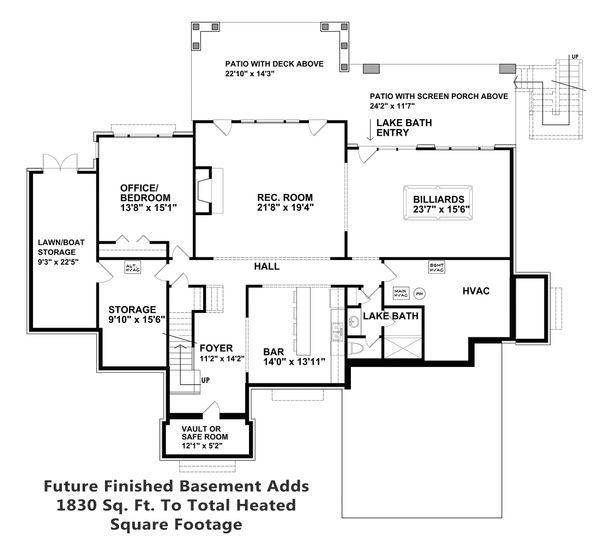 UP
PATIO WITH DECK ABOVE
22'10" x 14'3"
PATIO WITH SCREEN PORCH ABOVE
24'2" x 11'7"
LAKE BATH
ENTRY
OFFICE/
BEDROOM
13'8" x 15'1"
REC. ROOM
21'8" x 19'4"
BILLIARDS
23'7" x 15'6"
LAWN/BOAT
STORAGE
9'3" x 22'5"
HALL
ALT.
HVAC
BSMT
HVAC
MAIN
HVAC
WH
HVAC
STORAGE
9'10" x 15'6"
LAKE BATH
FOYER
11'2" x 14'2"
BAR
14'0" x 13'11"
UP
VAULT OR
SAFE ROOM
12'1" x 5'2"
Future Finished Basement Adds
1830 Sq. Ft. To Total Heated
Square Footage